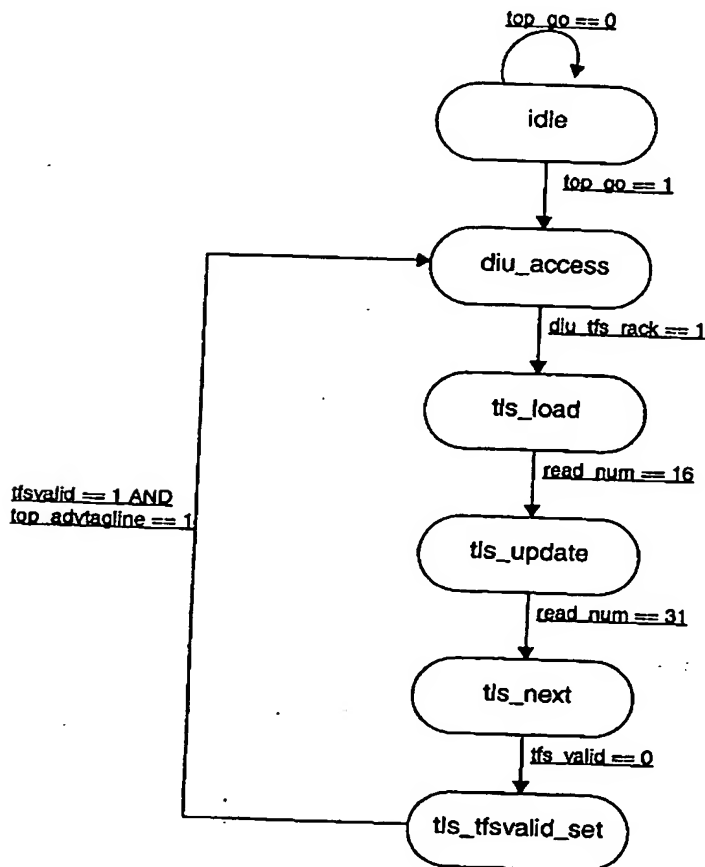 top_go == 0
idle
top_go == 1
diu_access
diu_tfs_rack == 1
tls_load
read_num == 16
tfsvalid == 1 AND
top_advtagline == 1
tls_update
read_num == 31
tls_next
tfs_valid == 0
tls_tfsvalid_set